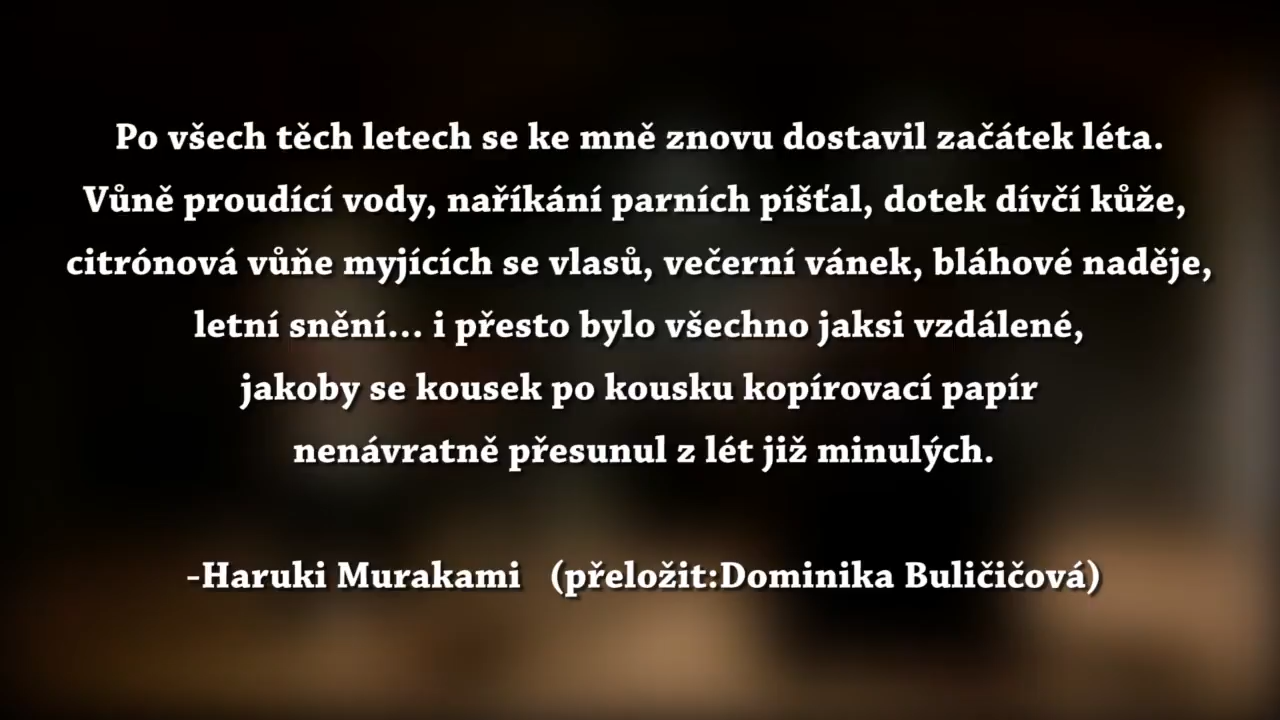 Po všech těch letech se ke mně znovu dostavil začátek léta.
Vůně proudící vody, naříkání parních píšťal, dotek dívčí kůže,
citrónová vůňe myjících se vlasů, večerní vánek, bláhové naděje,
letní snění... i přesto bylo všechno jaksi vzdálené,
jakoby se kousek po kousku kopírovací papír
nenávratně přesunul z lét již minulých.
-Haruki Murakami (přeložit:Dominika Buličičová)